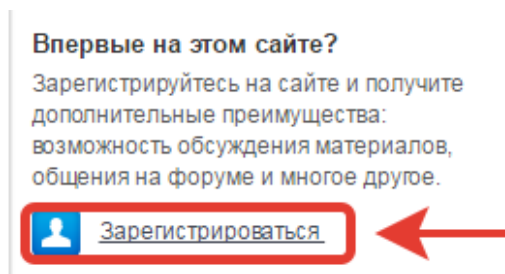 Впервые на этом сайте?
Зарегистрируйтесь на сайте и получите
дополнительные преимущества:
возможность обсуждения материалов,
общения на форуме и многое другое.
Зарегистрироваться